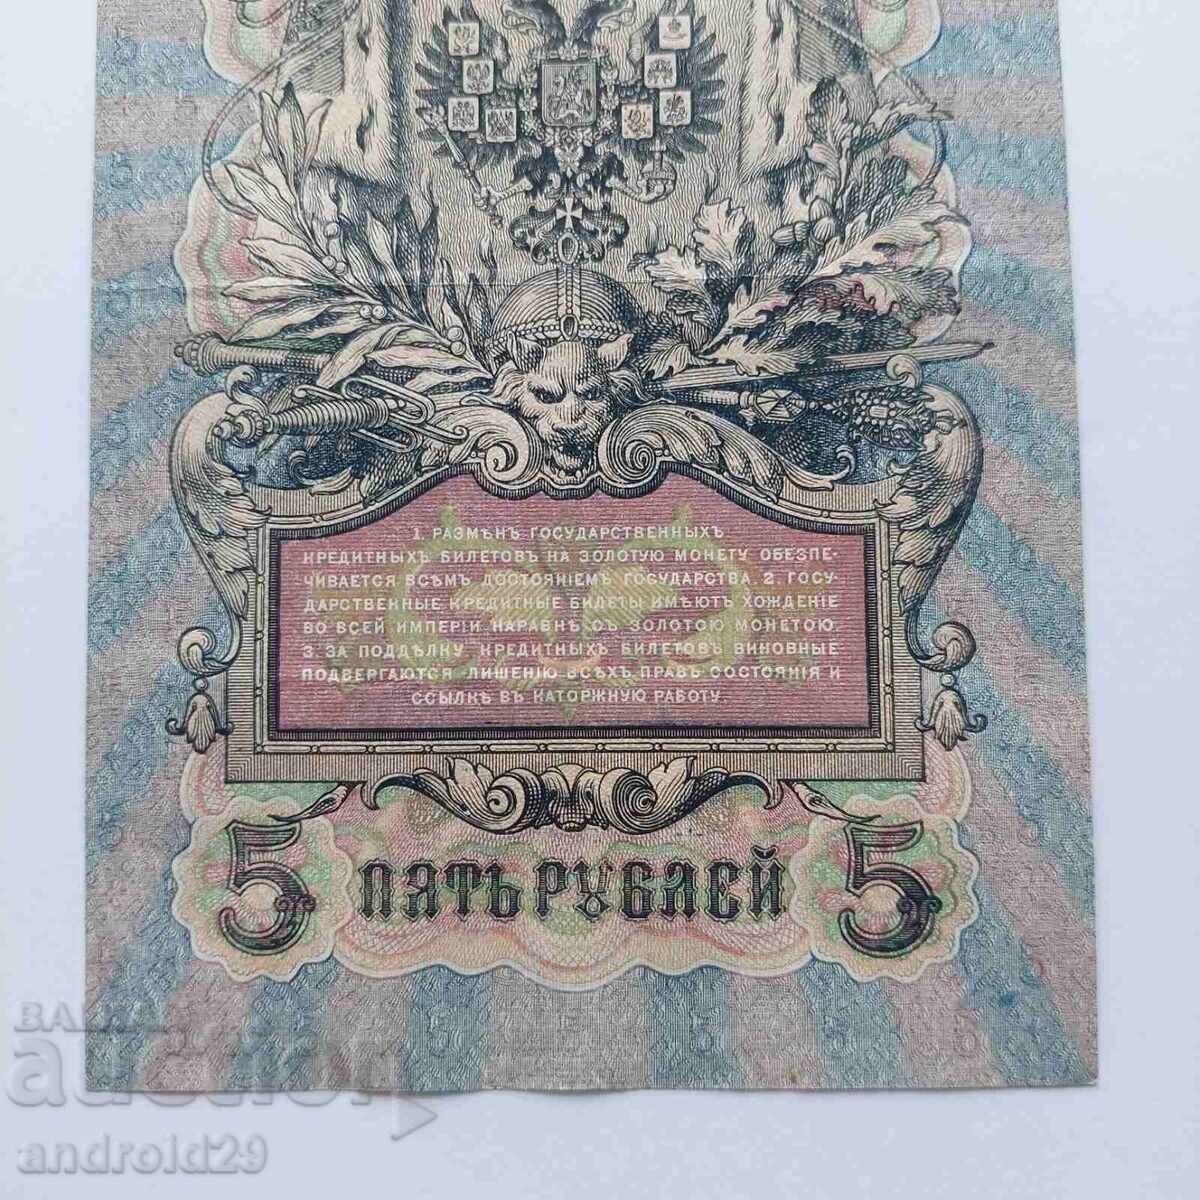 1. РАЗМѢНЪ ГОСУДАРСТВЕННЫХЪ
КРЕДИТНЫХЪ БИЛЕТОВЪ НА ЗОЛОТУЮ МОНЕТУ ОБЕЗПЕ-
ЧИВАЕТСЯ ВСѢМЪ ДОСТОЯНІЕМЪ ГОСУДАРСТВА. 2. ГОСУ-
ДАРСТВЕННЫЕ КРЕДИТНЫЕ БИЛЕТЫ ИМѢЮТЪ ХОЖДЕНІЕ
ВО ВСЕЙ ИМПЕРІИ НАРАВНѢ СЪ ЗОЛОТОЮ МОНЕТОЮ.
3. ЗА ПОДДѢЛКУ КРЕДИТНЫХЪ БИЛЕТОВЪ ВИНОВНЫЕ
ПОДВЕРГАЮТСЯ ЛИШЕНІЮ ВСѢХЪ ПРАВЪ СОСТОЯНІЯ И
ССЫЛКѢ ВЪ КАТОРЖНУЮ РАБОТУ.
5 ПЯТЬ РУБЛЕЙ 5
auction
android29